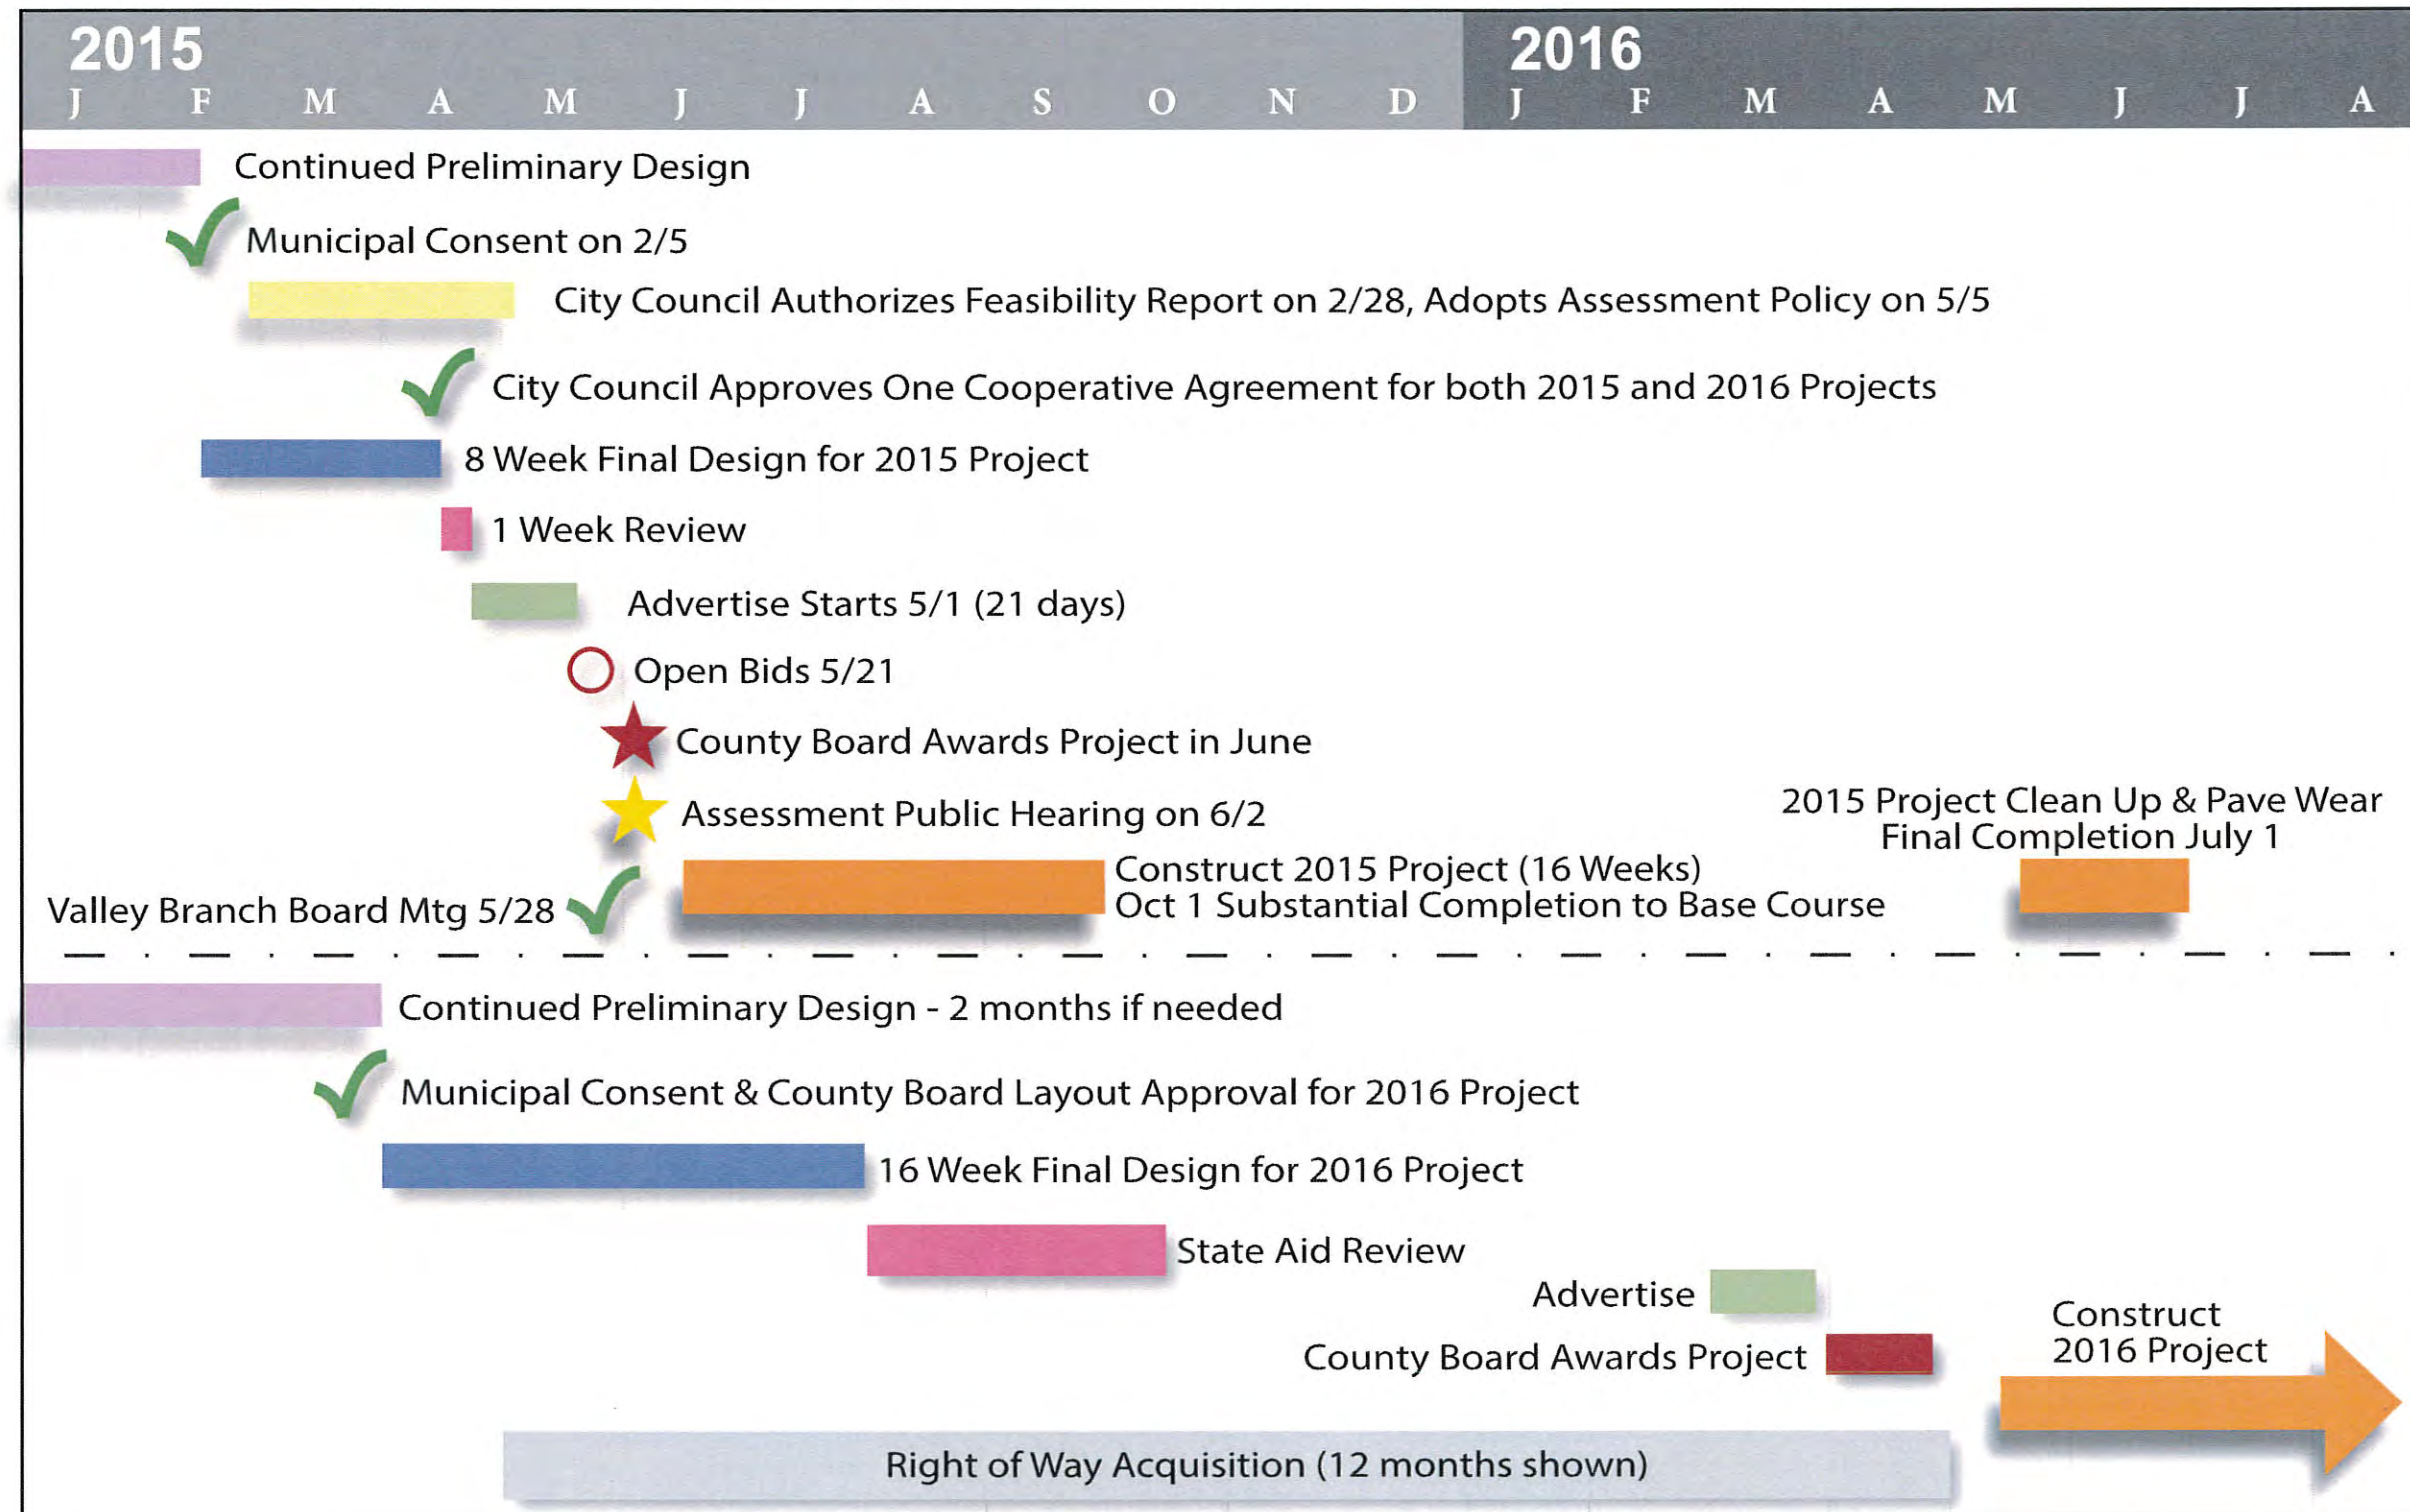 2015 2016
J F M A M J J A S O N D J F M A M J J A
Continued Preliminary Design
Municipal Consent on 2/5
City Council Authorizes Feasibility Report on 2/28, Adopts Assessment Policy on 5/5
City Council Approves One Cooperative Agreement for both 2015 and 2016 Projects
8 Week Final Design for 2015 Project
1 Week Review
Advertise Starts 5/1 (21 days)
Open Bids 5/21
County Board Awards Project in June
Assessment Public Hearing on 6/2
2015 Project Clean Up & Pave Wear
Final Completion July 1
Construct 2015 Project (16 Weeks)
Oct 1 Substantial Completion to Base Course
Valley Branch Board Mtg 5/28
Continued Preliminary Design - 2 months if needed
Municipal Consent & County Board Layout Approval for 2016 Project
16 Week Final Design for 2016 Project
State Aid Review
Advertise
County Board Awards Project
Construct
2016 Project
Right of Way Acquisition (12 months shown)